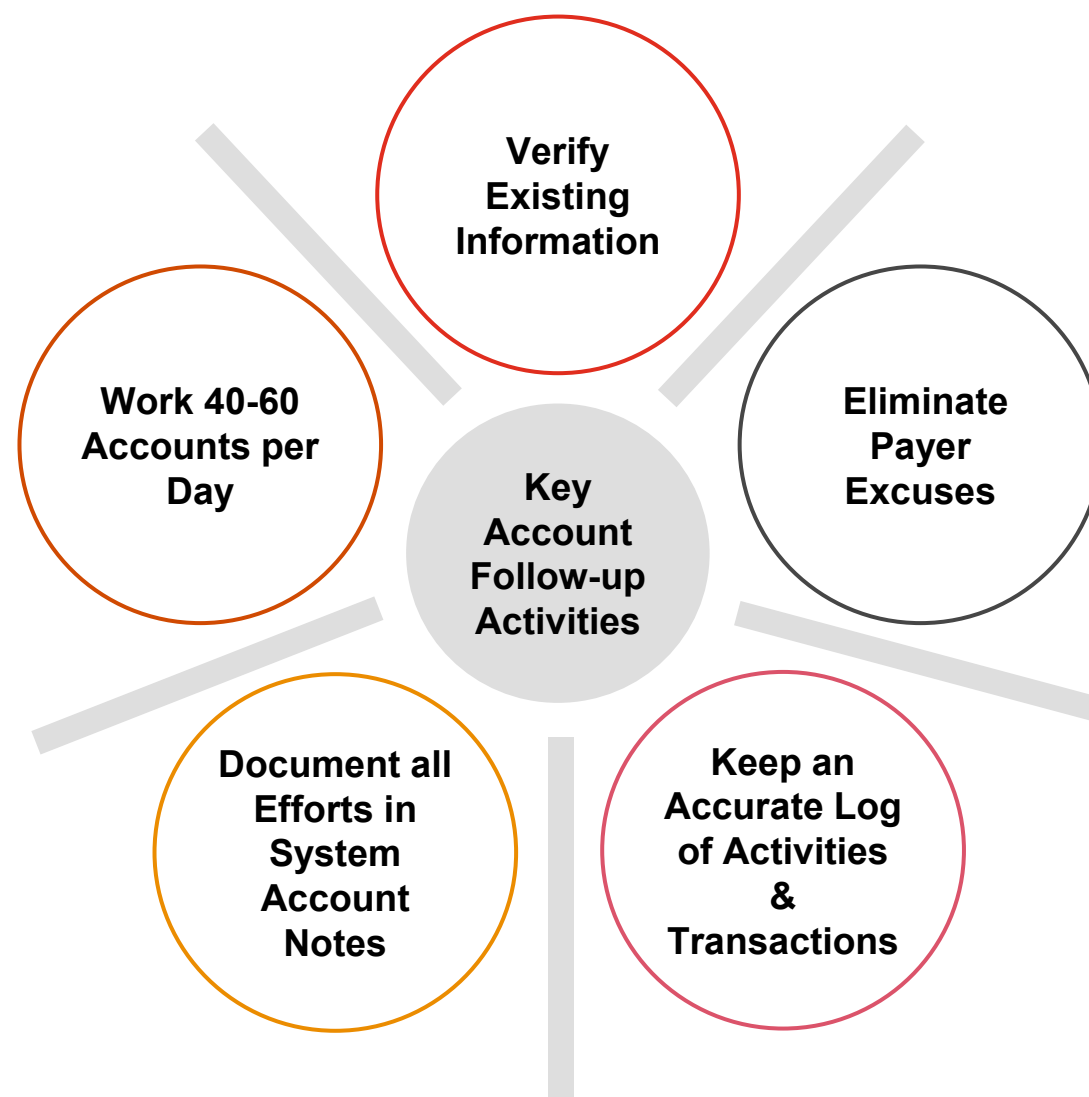 Verify
Existing
Information
Work 40-60
Accounts per
Day
Eliminate
Payer
Excuses
Key
Account
Follow-up
Activities
Document all
Efforts in
System
Account
Notes
Keep an
Accurate Log
of Activities
&
Transactions